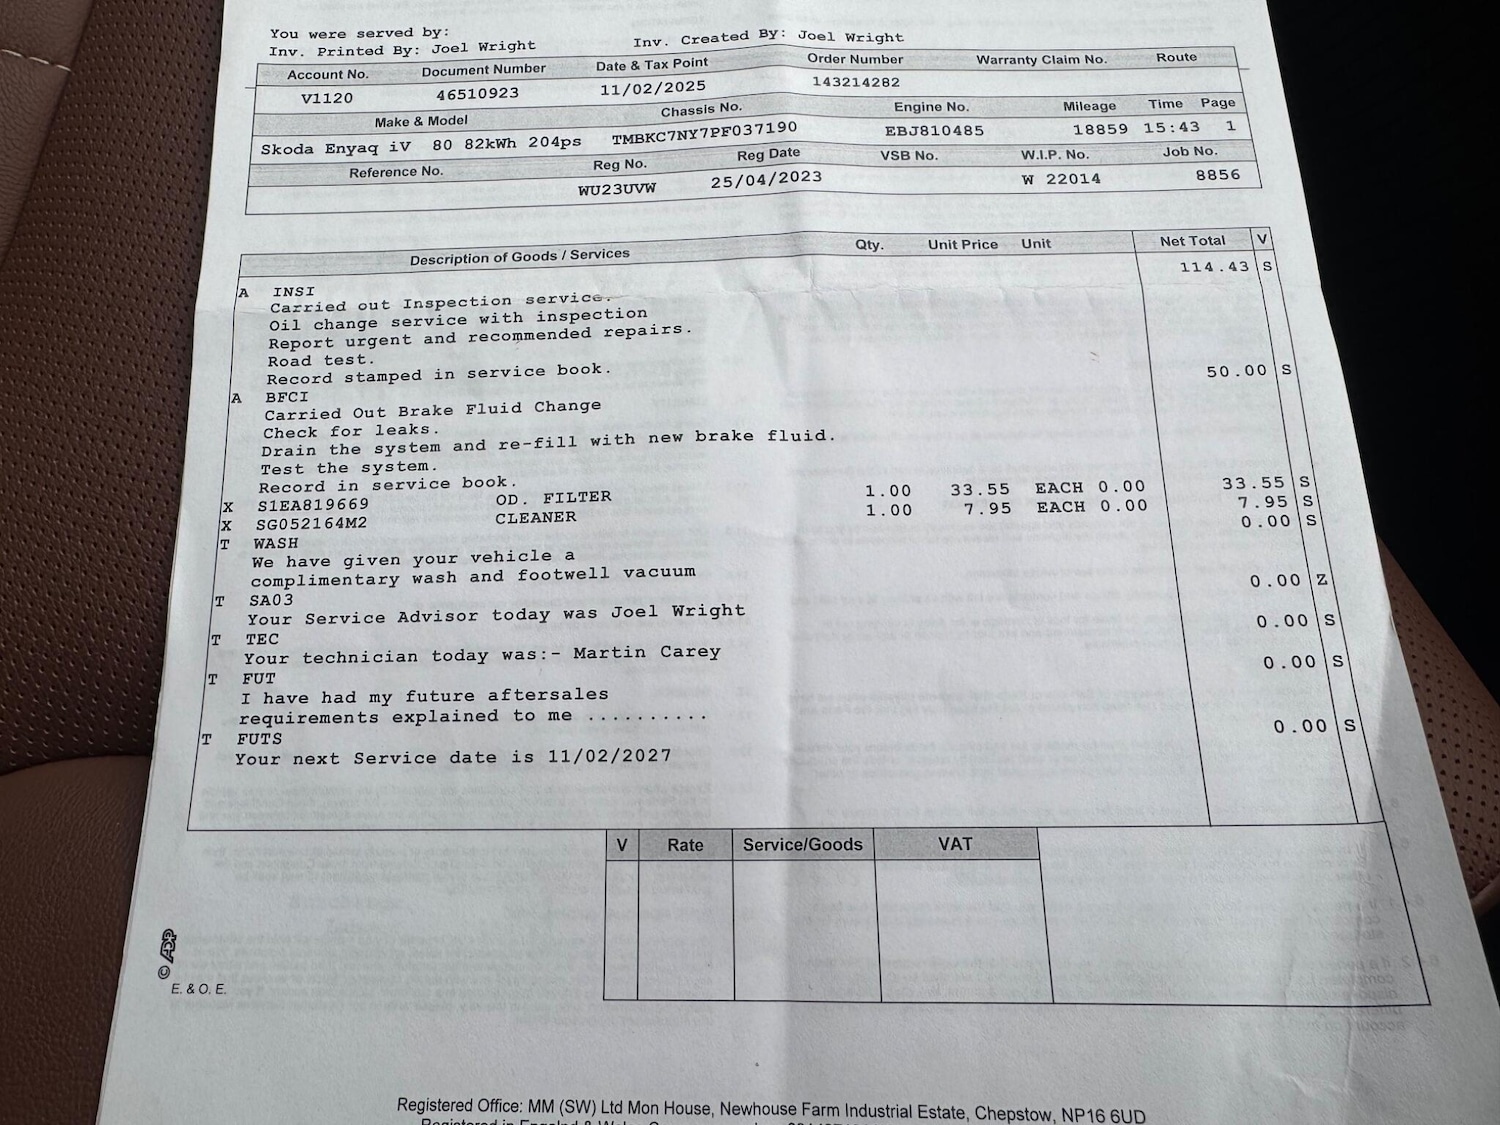 You were served by:
Inv. Printed By: Joel Wright Inv. Created By: Joel Wright
Account No. Document Number Date & Tax Point Order Number Warranty Claim No. Route
V1120 46510923 11/02/2025 143214282
Make & Model Chassis No. Engine No. Mileage Time Page
Skoda Enyaq iV 80 82kWh 204ps TMBKC7NY7PF037190 EBJ810485 18859 15:43 1
Reference No. Reg No. Reg Date VSB No. W.I.P. No. Job No.
WU23UVW 25/04/2023 W 22014 8856
Description of Goods / Services Qty. Unit Price Unit Net Total V
A INSI 114.43 S
Carried out Inspection service.
Oil change service with inspection
Report urgent and recommended repairs.
Road test.
Record stamped in service book.
A BFCI 50.00 S
Carried Out Brake Fluid Change
Check for leaks.
Drain the system and re-fill with new brake fluid.
Test the system.
Record in service book.
X S1EA819669 OD. FILTER 1.00 33.55 EACH 0.00 33.55 S
X SG052164M2 CLEANER 1.00 7.95 EACH 0.00 7.95 S
T WASH 0.00 S
We have given your vehicle a
complimentary wash and footwell vacuum
T SA03 0.00 Z
Your Service Advisor today was Joel Wright
T TEC 0.00 S
Your technician today was:- Martin Carey
T FUT 0.00 S
I have had my future aftersales
requirements explained to me ..........
T FUTS 0.00 S
Your next Service date is 11/02/2027
V Rate Service/Goods VAT
© ADP
E. & O. E.
Registered Office: MM (SW) Ltd Mon House, Newhouse Farm Industrial Estate, Chepstow, NP16 6UD